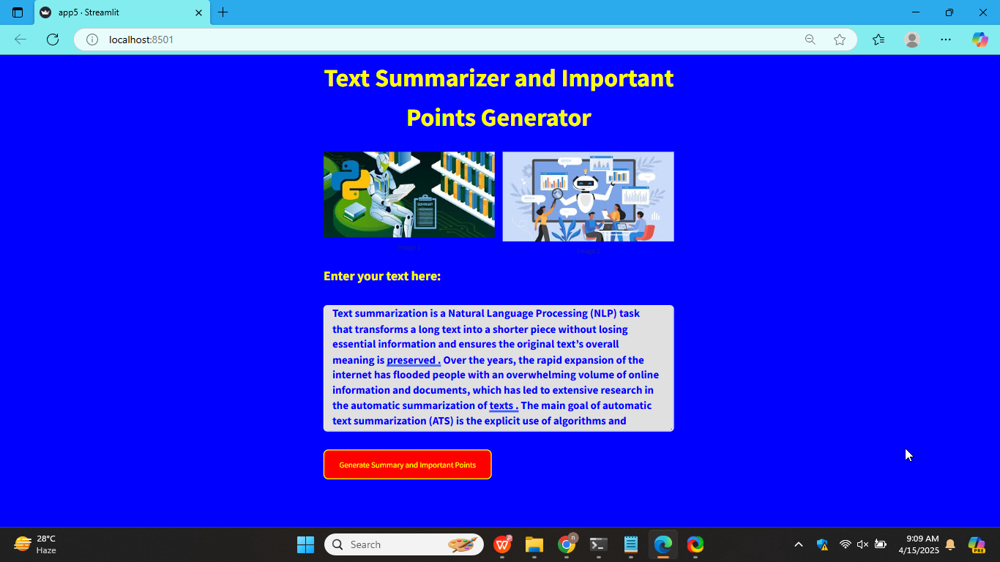 app5 · Streamlit
localhost:8501
Text Summarizer and Important
Points Generator
SUMMARY
Image 1
Image 2
Enter your text here:
Text summarization is a Natural Language Processing (NLP) task
that transforms a long text into a shorter piece without losing
essential information and ensures the original text’s overall
meaning is preserved . Over the years, the rapid expansion of the
internet has flooded people with an overwhelming volume of online
information and documents, which has led to extensive research in
the automatic summarization of texts . The main goal of automatic
text summarization (ATS) is the explicit use of algorithms and
Generate Summary and Important Points
28°C
Haze
Search
n
9:09 AM
4/15/2025
PRE